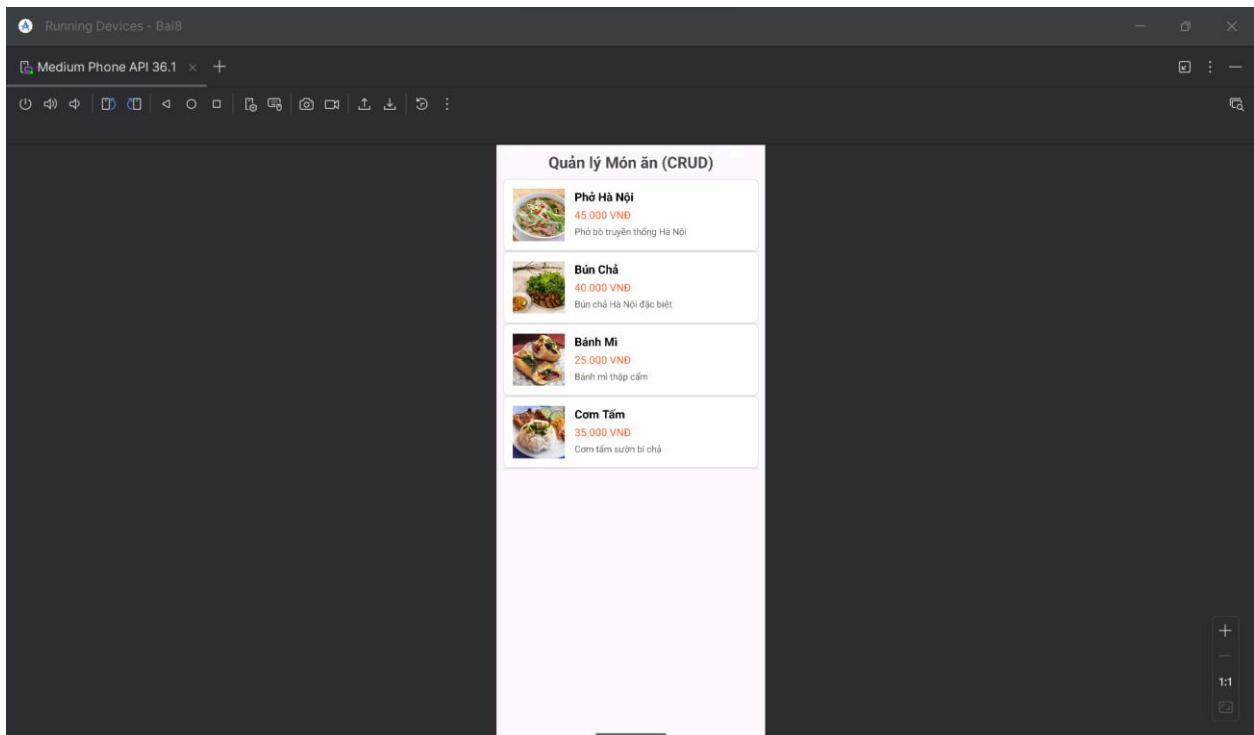 Running Devices - Bai8
Medium Phone API 36.1
Quản lý Món ăn (CRUD)
Phở Hà Nội
45.000 VNĐ
Phở bò truyền thống Hà Nội
Bún Chả
40.000 VNĐ
Bún chả Hà Nội đặc biệt
Bánh Mì
25.000 VNĐ
Bánh mì thập cẩm
Cơm Tấm
35.000 VNĐ
Cơm tấm sườn bì chả
1:1